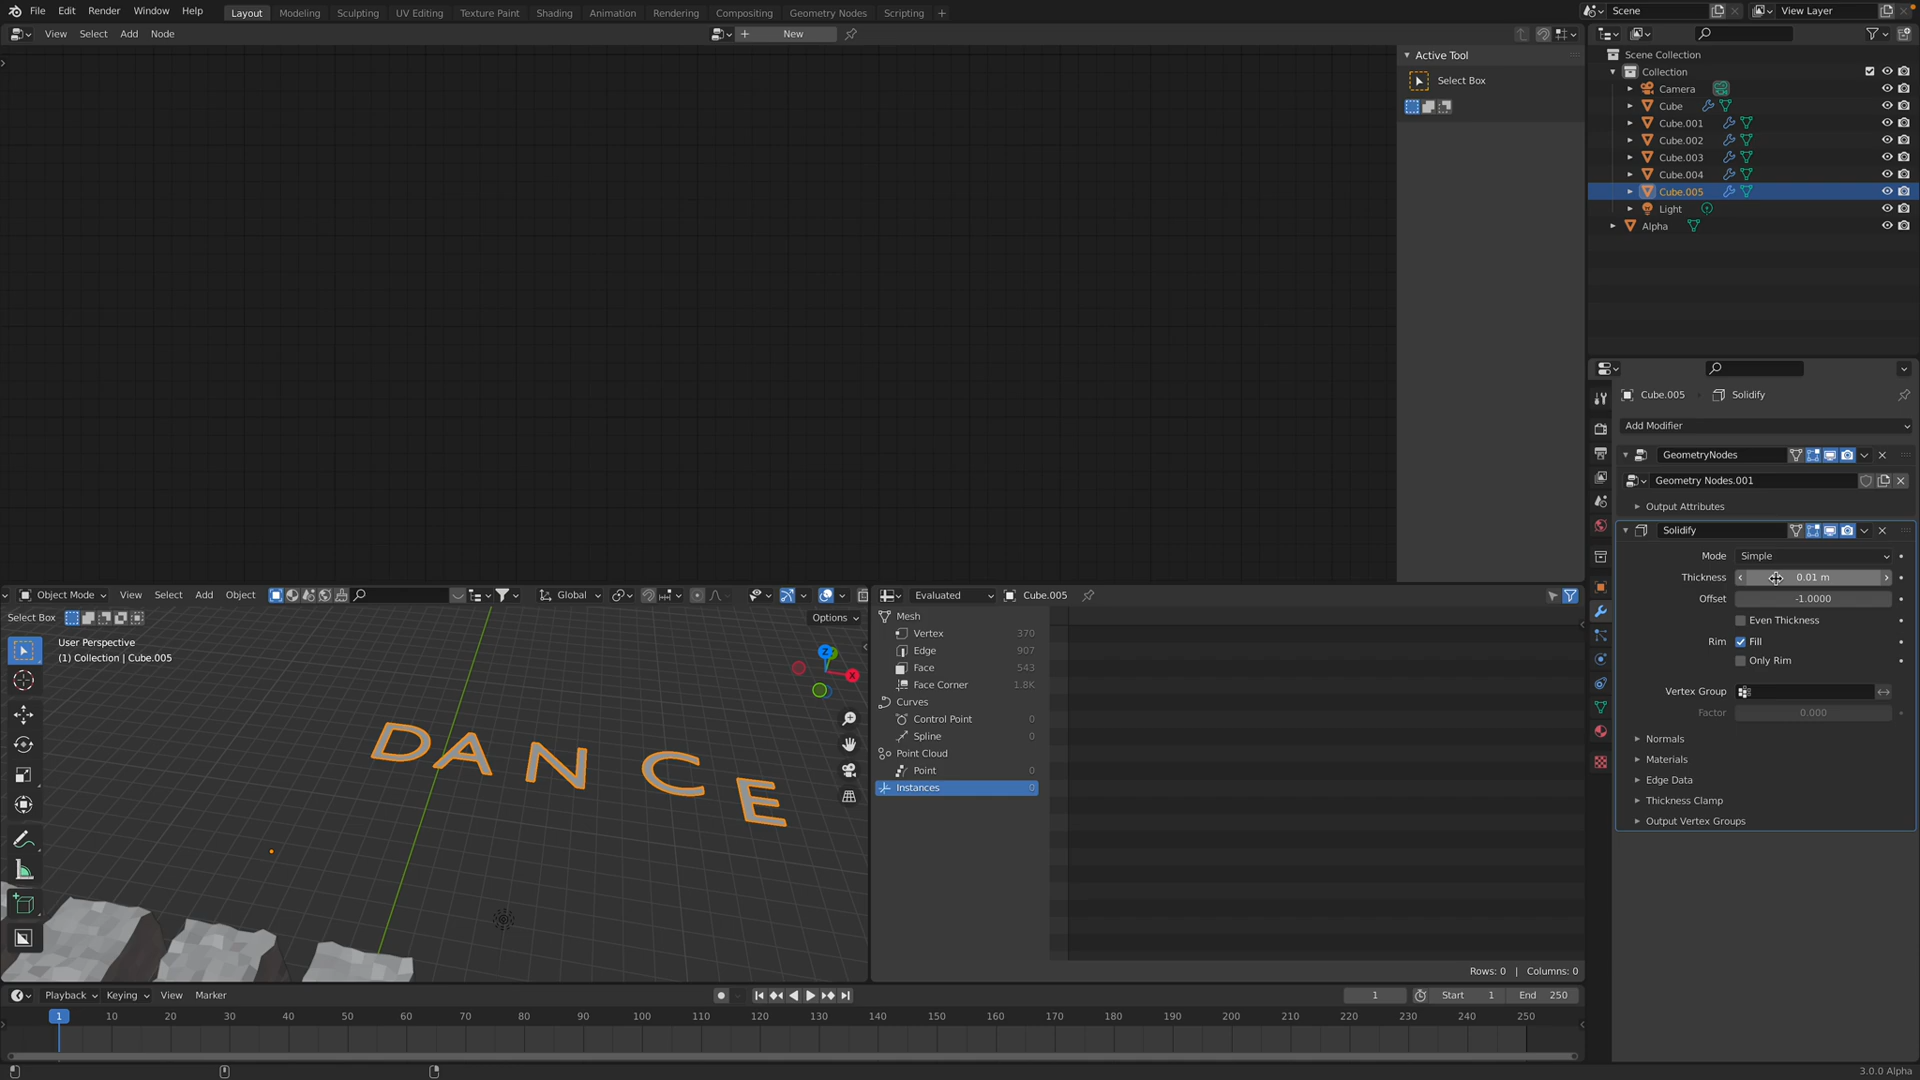 File Edit Render Window Help Layout Modeling Sculpting UV Editing Texture Paint Shading Animation Rendering Compositing Geometry Nodes Scripting + Scene View Layer
View Select Add Node New
Active Tool
Select Box
Scene Collection
Collection
Camera
Cube
Cube.001
Cube.002
Cube.003
Cube.004
Cube.005
Light
Alpha
Cube.005 Solidify
Add Modifier
GeometryNodes
Geometry Nodes.001
Output Attributes
Solidify
Mode Simple
Thickness 0.01 m
Offset -1.0000
Even Thickness
Rim Fill
Only Rim
Vertex Group
Factor 0.000
Normals
Materials
Edge Data
Thickness Clamp
Output Vertex Groups
Object Mode View Select Add Object Global
Select Box Options
User Perspective
(1) Collection | Cube.005
Z
X
DANCE
Evaluated Cube.005
Mesh
Vertex 370
Edge 907
Face 543
Face Corner 1.8K
Curves
Control Point 0
Spline 0
Point Cloud
Point 0
Instances 0
Rows: 0 | Columns: 0
Playback Keying View Marker 1 Start 1 End 250
1 10 20 30 40 50 60 70 80 90 100 110 120 130 140 150 160 170 180 190 200 210 220 230 240 250
3.0.0 Alpha